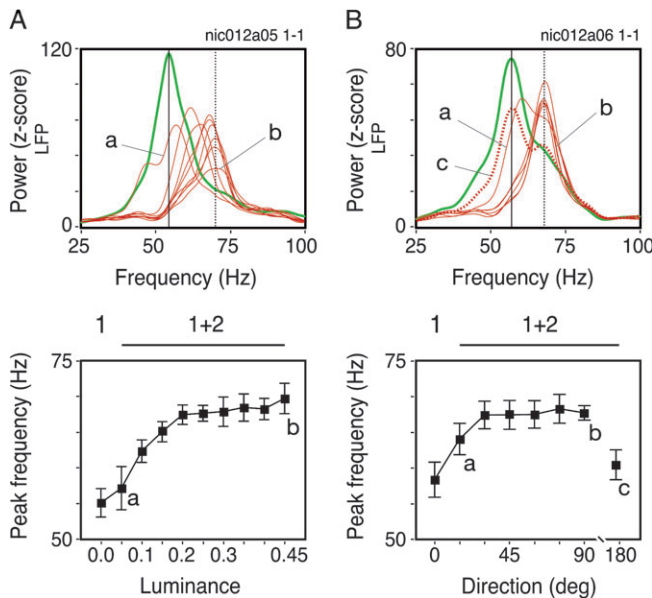 A
nic012a05 1-1
120
Power (z-score)
LFP
a
b
0
25 50 75 100
Frequency (Hz)
B
nic012a06 1-1
80
Power (z-score)
LFP
a
c
b
0
25 50 75 100
Frequency (Hz)
1 1+2
75
Peak frequency (Hz)
a
b
50
0.0 0.1 0.2 0.3 0.45
Luminance
1 1+2
75
Peak frequency (Hz)
a
b
c
50
0 45 90 180
Direction (deg)